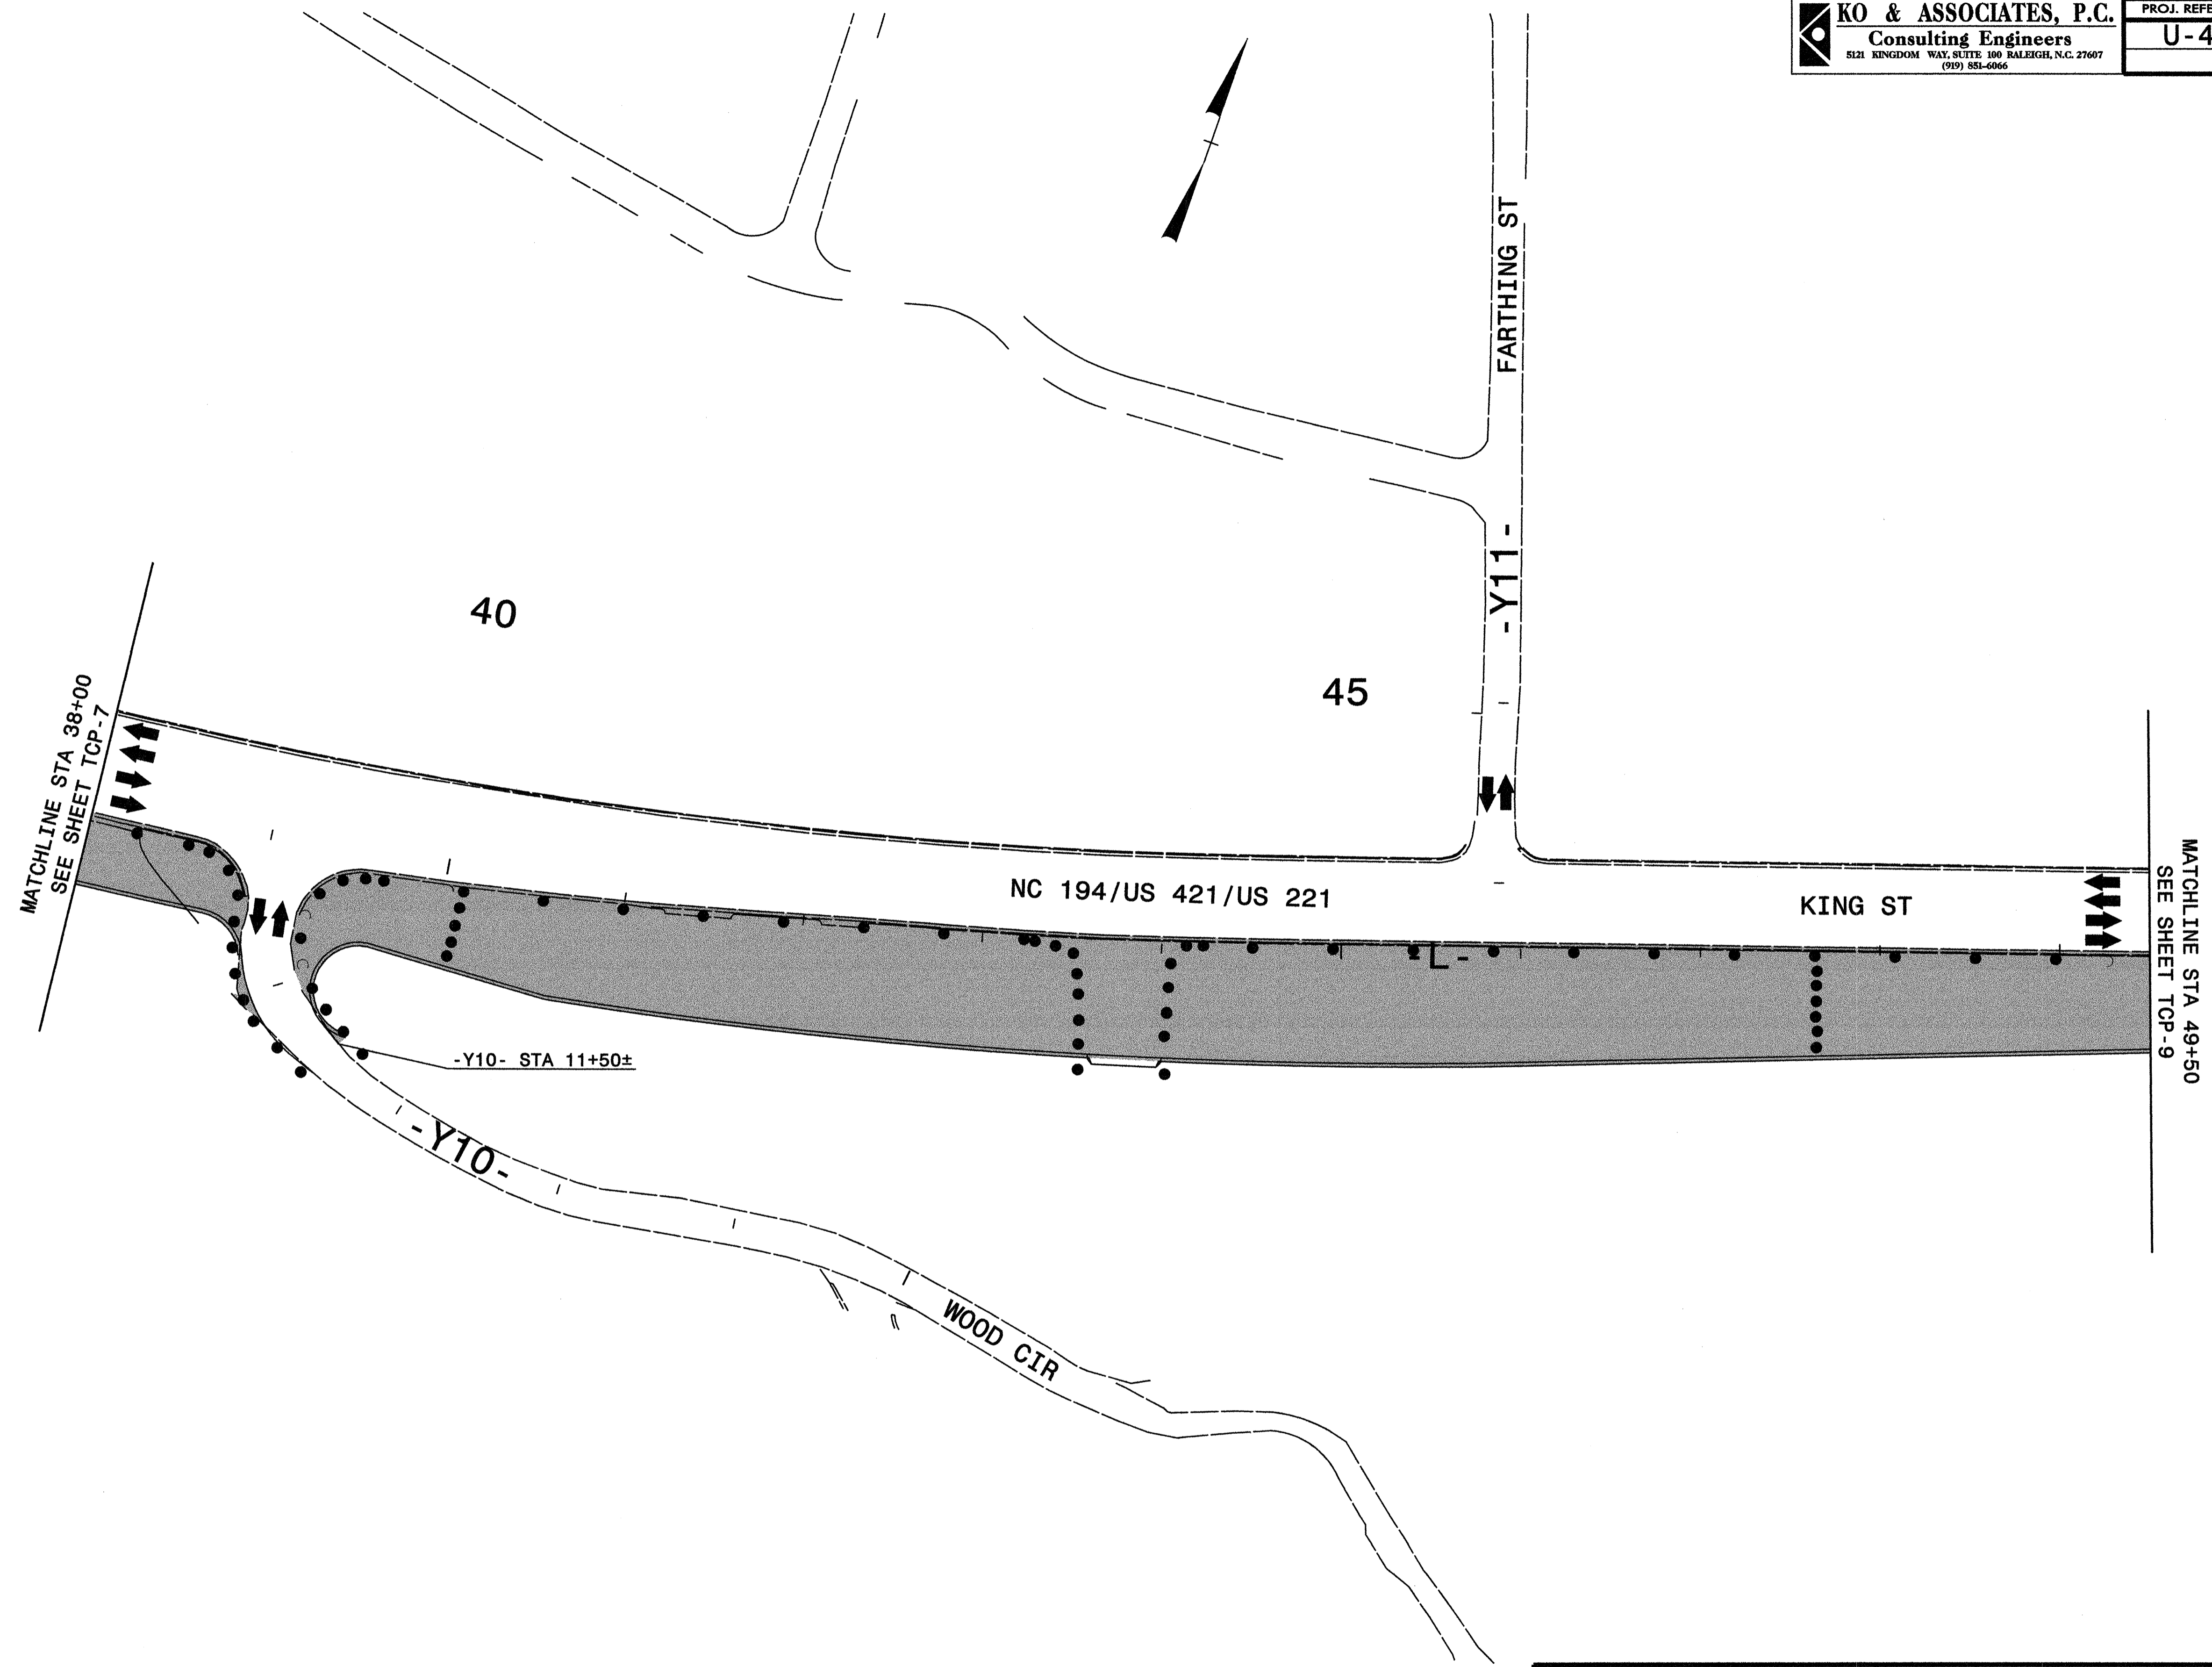 KO & ASSOCIATES, P.C.
Consulting Engineers
5121 KINGDOM WAY, SUITE 100 RALEIGH, N.C. 27607
(919) 851-6066
PROJ. REFE
U-4
FARTHING ST
-Y11-
40
45
MATCHLINE STA 38+00
SEE SHEET TCP-7
NC 194/US 421/US 221
KING ST
-L-
MATCHLINE STA 49+50
SEE SHEET TCP-9
-Y10- STA 11+50±
-Y10-
WOOD CIR